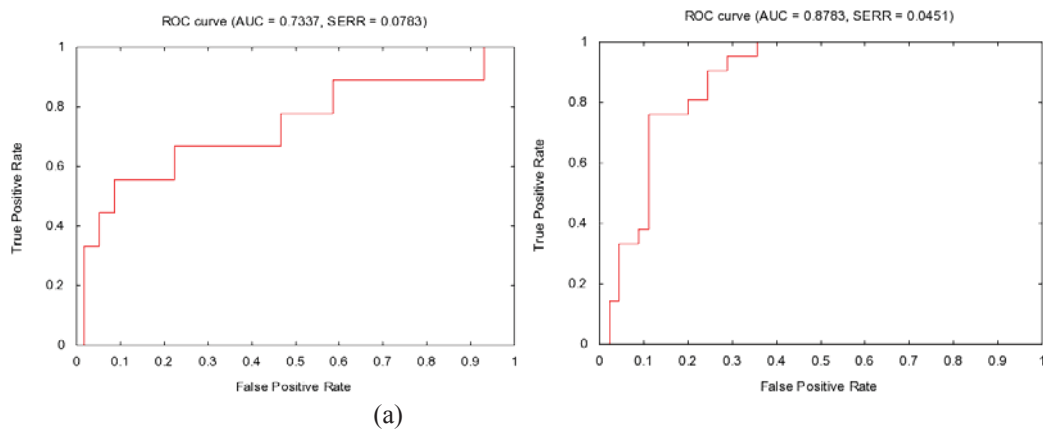 ROC curve (AUC = 0.7337, SERR = 0.0783)
1
0.8
0.6
0.4
0.2
0
True Positive Rate
0 0.1 0.2 0.3 0.4 0.5 0.6 0.7 0.8 0.9 1
False Positive Rate
(a)
ROC curve (AUC = 0.8783, SERR = 0.0451)
1
0.8
0.6
0.4
0.2
0
True Positive Rate
0 0.1 0.2 0.3 0.4 0.5 0.6 0.7 0.8 0.9 1
False Positive Rate